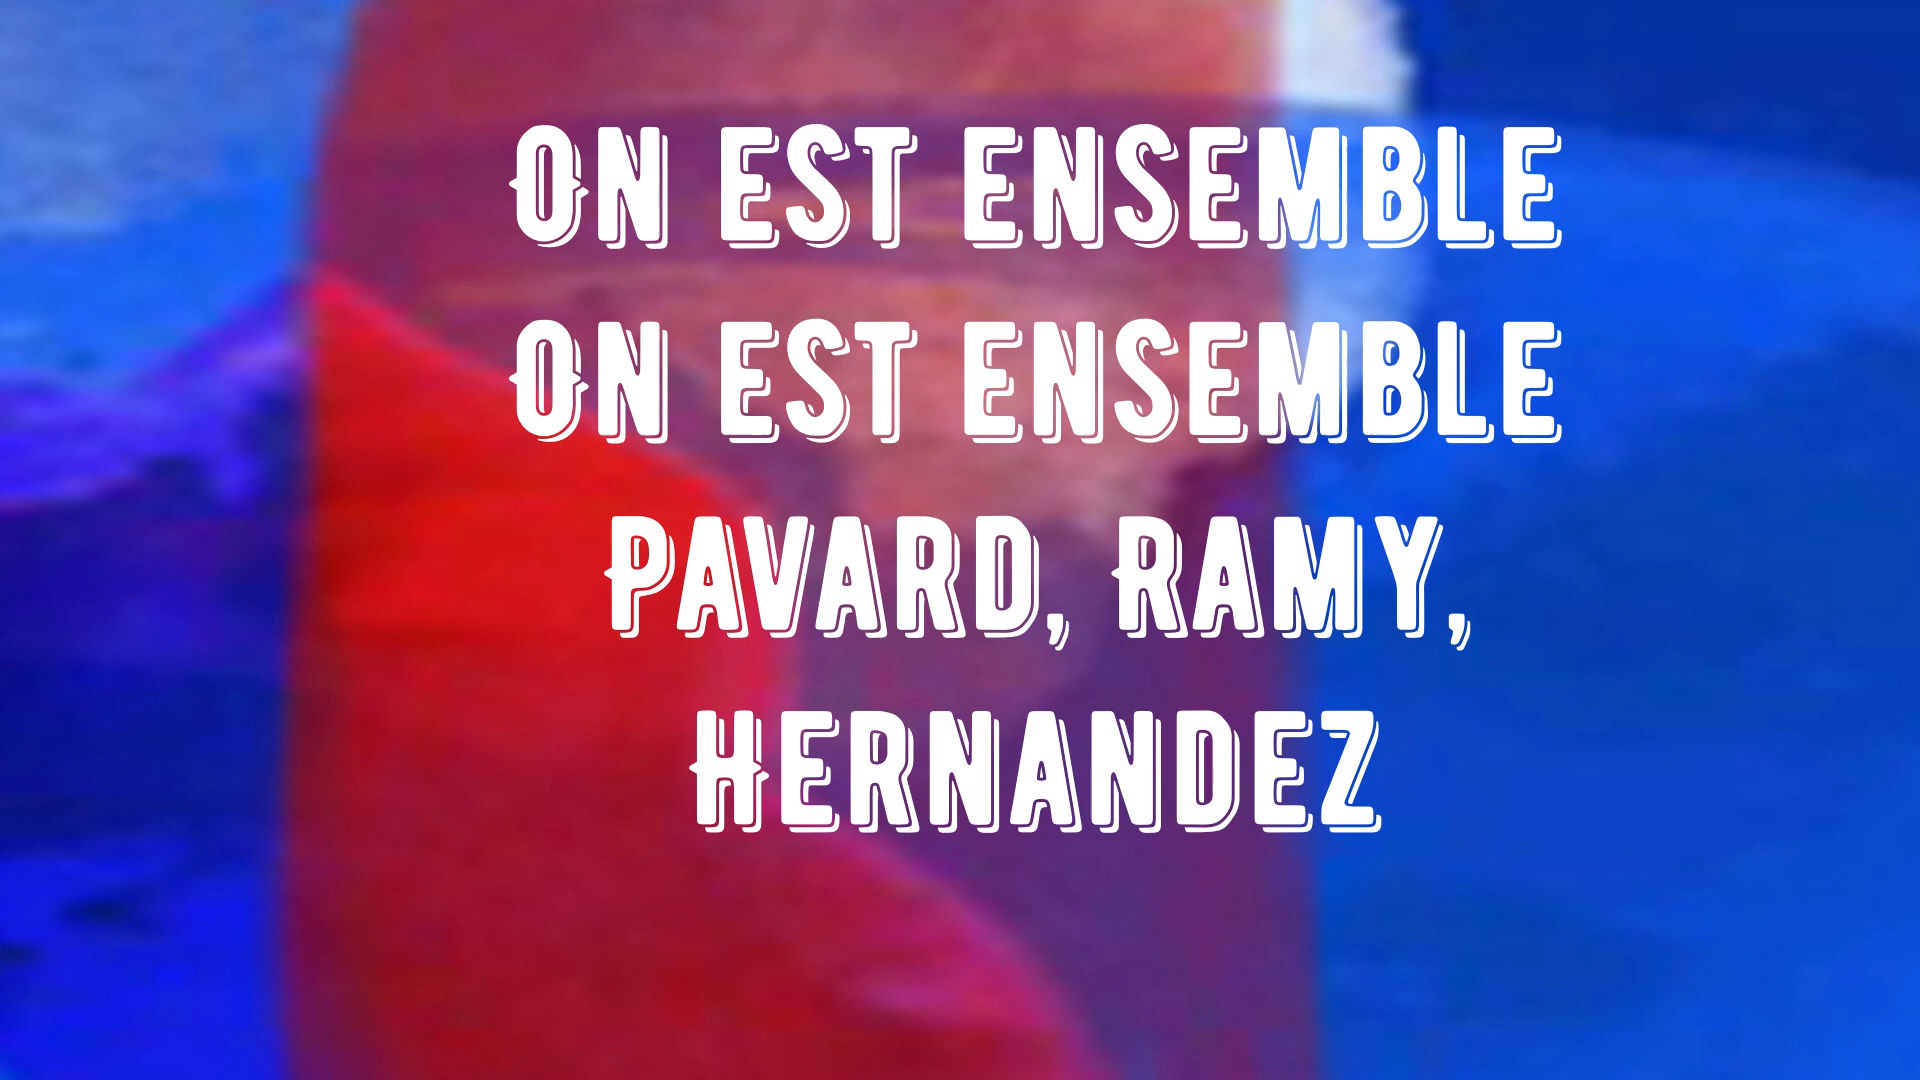 On est ensemble
On est ensemble
Pavard, Ramy,
Hernandez